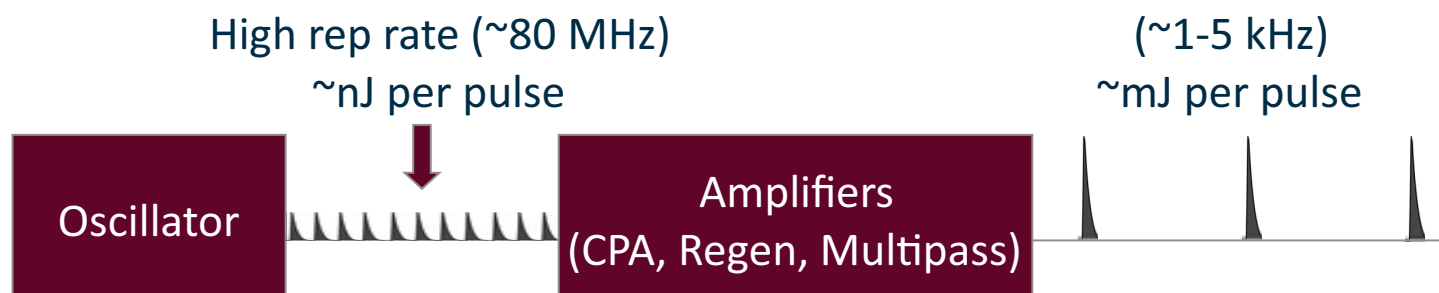 High rep rate (~80 MHz)
~nJ per pulse
(~1-5 kHz)
~mJ per pulse
Oscillator
Amplifiers
(CPA, Regen, Multipass)